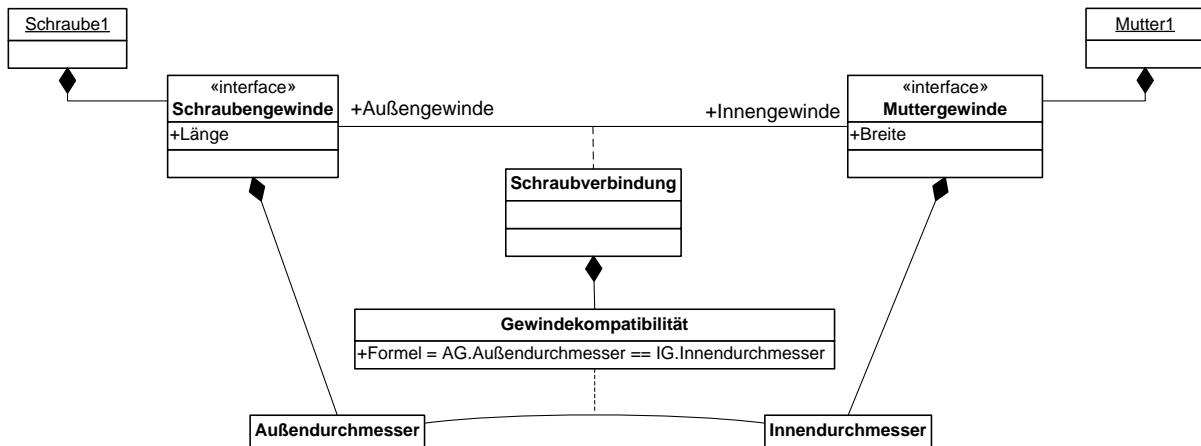 Schraube1
Mutter1
«interface»
Schraubengewinde
+Länge
+Außengewinde
+Innengewinde
«interface»
Muttergewinde
+Breite
Schraubverbindung
Gewindekompatibilität
+Formel = AG.Außendurchmesser == IG.Innendurchmesser
Außendurchmesser
Innendurchmesser